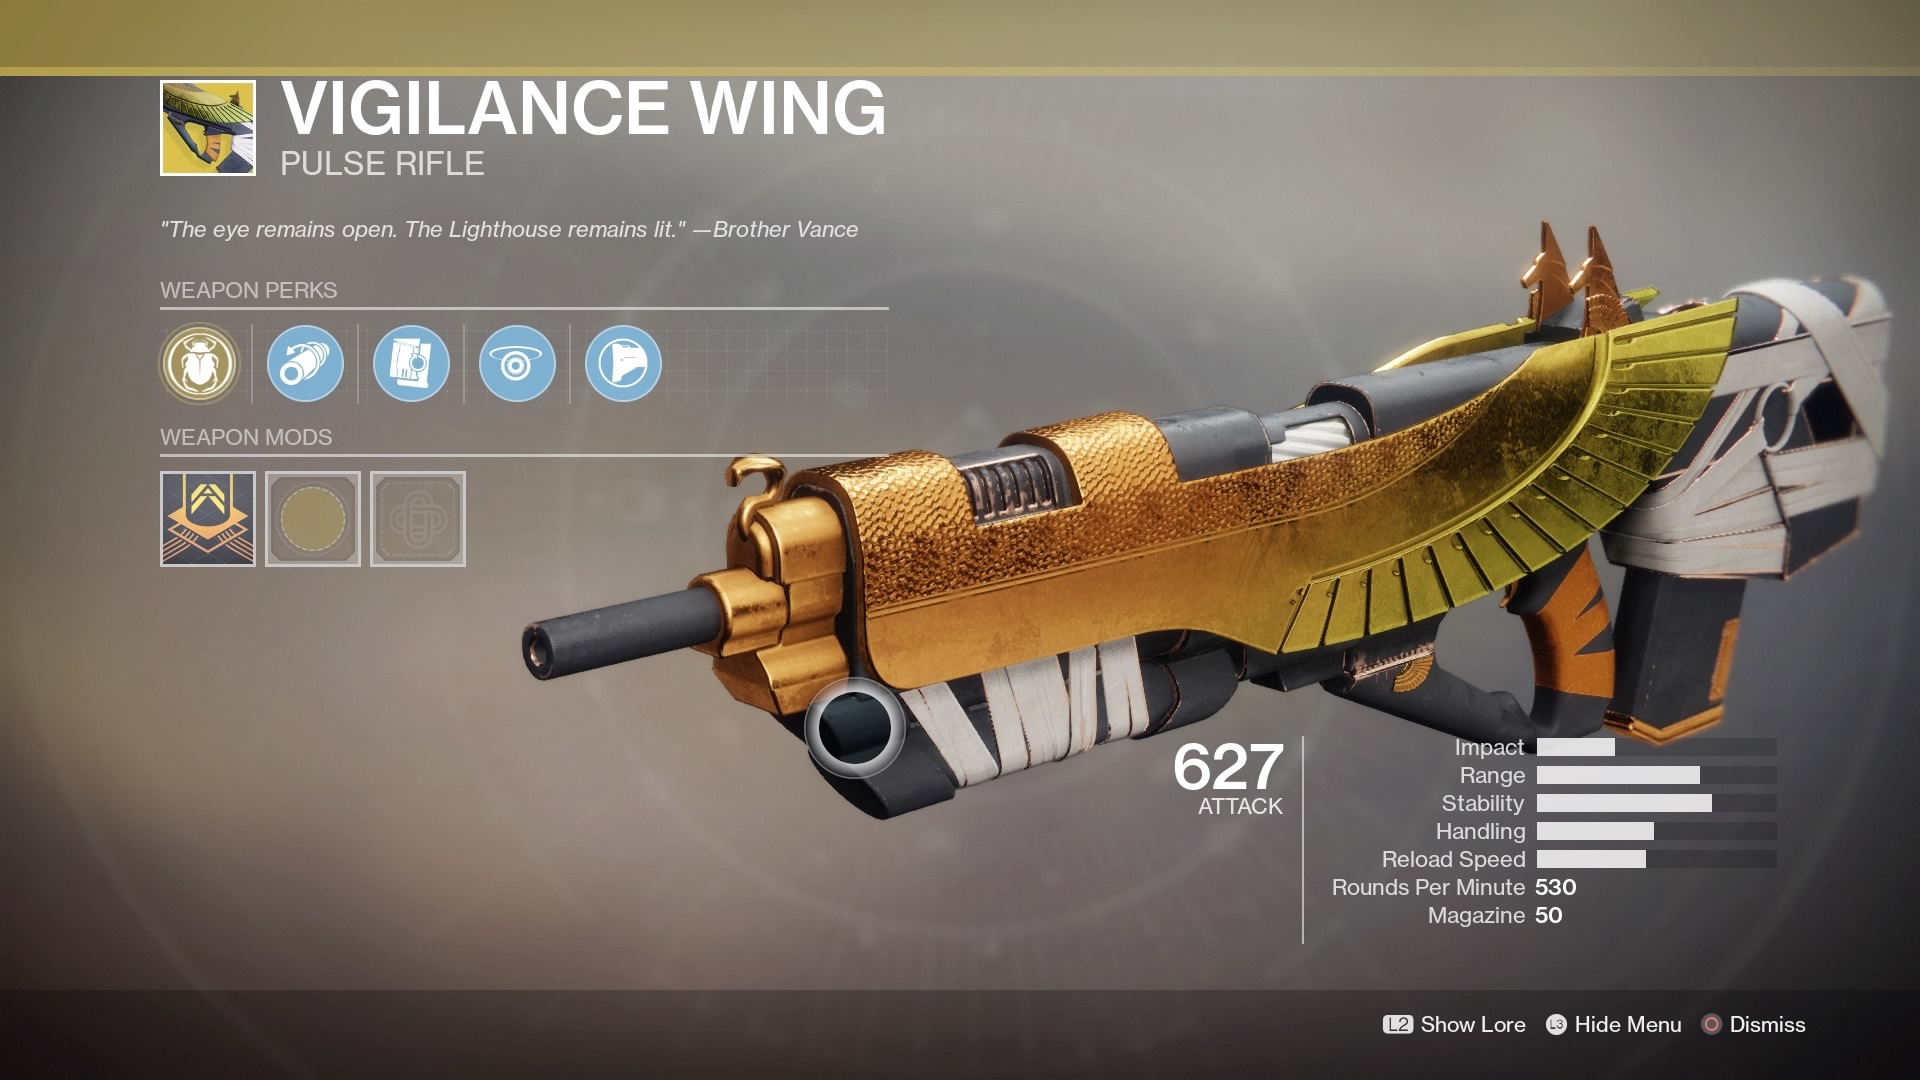 VIGILANCE WING
PULSE RIFLE
"The eye remains open. The Lighthouse remains lit." —Brother Vance
WEAPON PERKS
WEAPON MODS
627
ATTACK
Impact
Range
Stability
Handling
Reload Speed
Rounds Per Minute 530
Magazine 50
L2 Show Lore L3 Hide Menu Dismiss